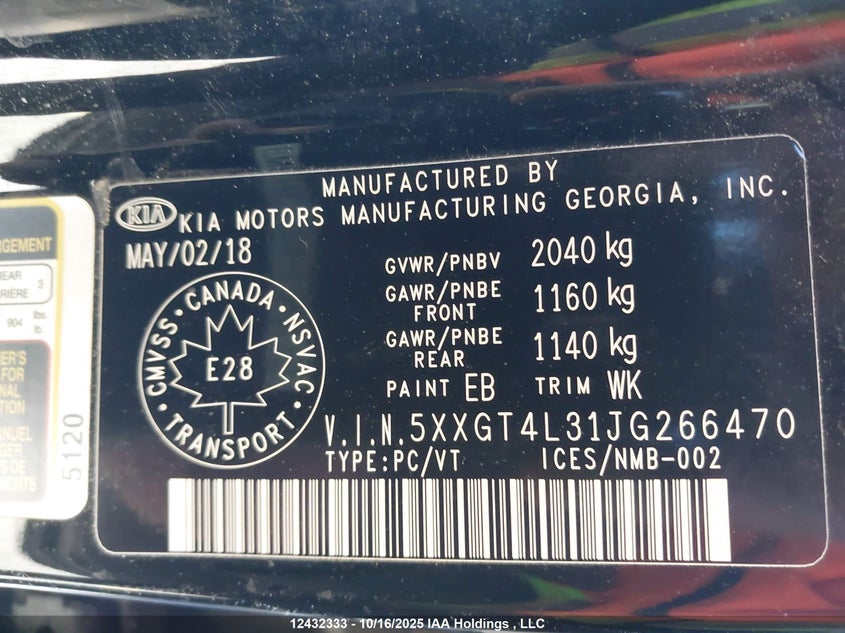 MANUFACTURED BY
KIA KIA MOTORS MANUFACTURING GEORGIA, INC.
MAY/02/18
GVWR/PNBV 2040 kg
GAWR/PNBE FRONT 1160 kg
GAWR/PNBE REAR 1140 kg
PAINT EB TRIM WK
CMVSS • CANADA • NSVAC • TRANSPORT •
E28
V.I.N.5XXGT4L31JG266470
TYPE:PC/VT ICES/NMB-002
5120
REAR
3
904 lbs.
lb.
FOR
12432333 - 10/16/2025 IAA Holdings , LLC